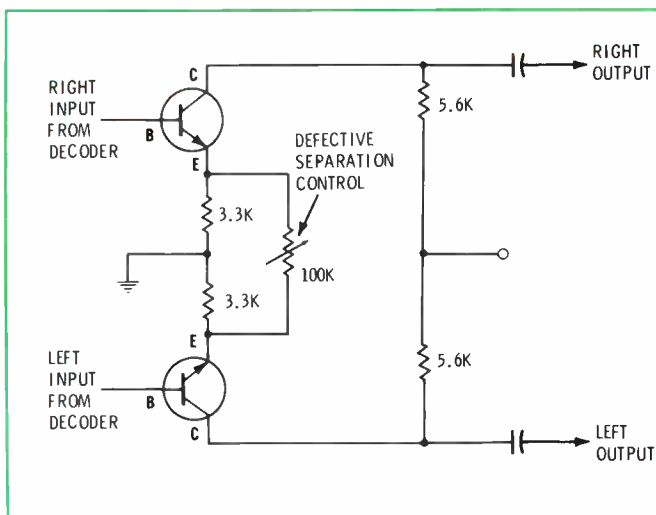 C
RIGHT
INPUT
FROM
DECODER
B
E
RIGHT
OUTPUT
5.6K
DEFECTIVE
SEPARATION
CONTROL
3.3K
100K
3.3K
E
LEFT
INPUT
FROM
DECODER
B
C
5.6K
LEFT
OUTPUT